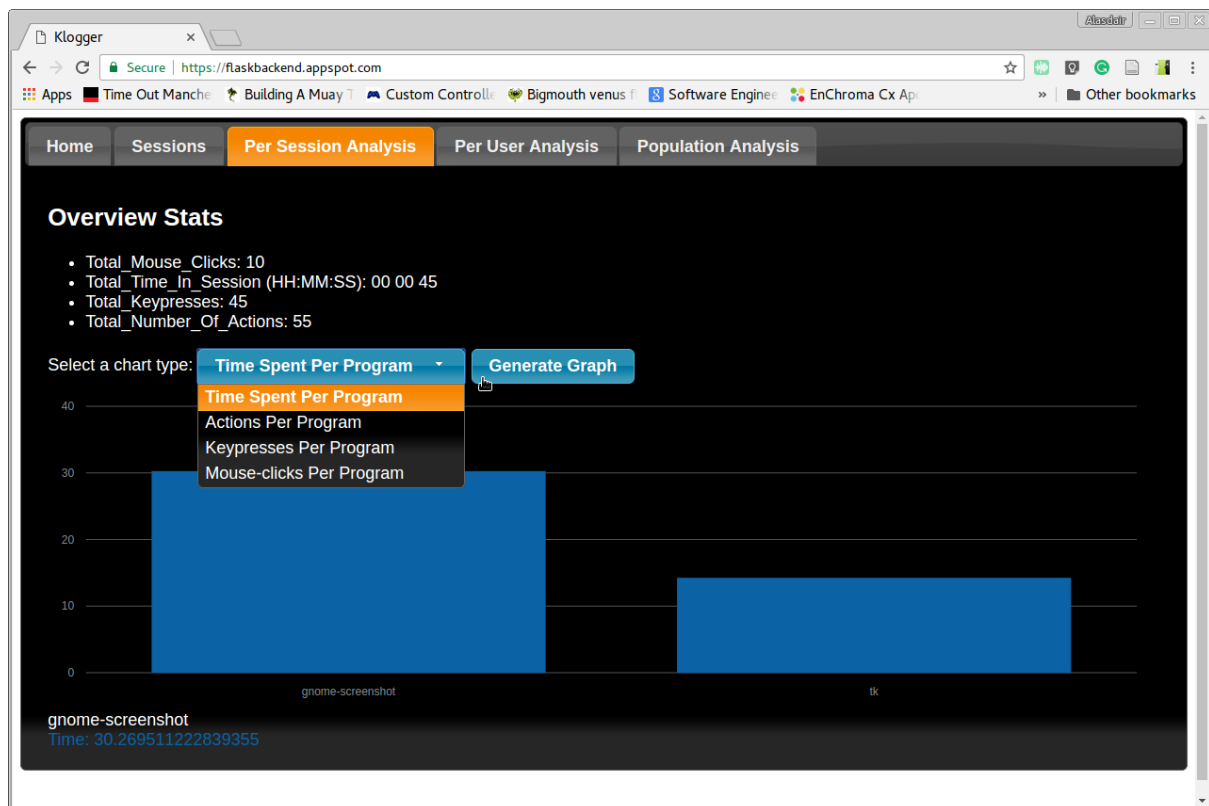 Alasdair
Klogger
Secure | https://flaskbackend.appspot.com
Apps Time Out Manche Building A Muay T Custom Controlle Bigmouth venus f Software Enginee EnChroma Cx Ap » Other bookmarks
Home Sessions Per Session Analysis Per User Analysis Population Analysis
Overview Stats
• Total_Mouse_Clicks: 10
• Total_Time_In_Session (HH:MM:SS): 00 00 45
• Total_Keypresses: 45
• Total_Number_Of_Actions: 55
Select a chart type: Time Spent Per Program Generate Graph
Time Spent Per Program
Actions Per Program
Keypresses Per Program
Mouse-clicks Per Program
40
30
20
10
0
gnome-screenshot tk
gnome-screenshot
Time: 30.269511222839355